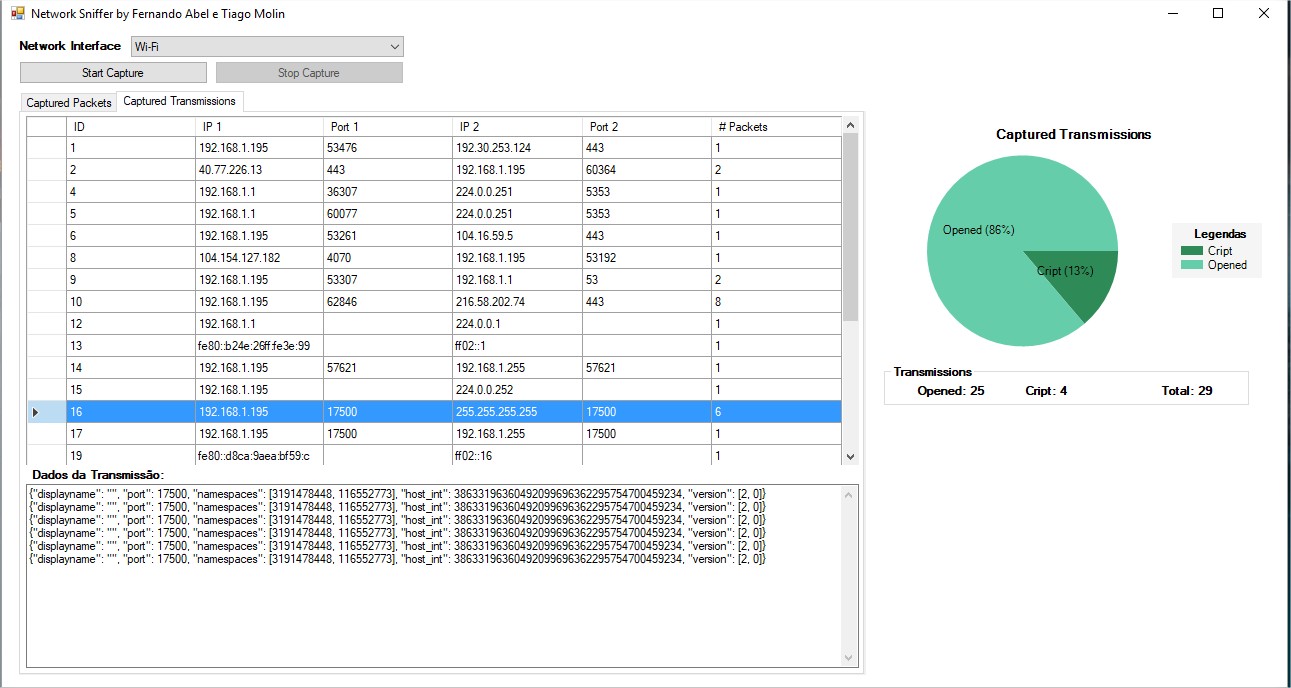 Network Sniffer by Fernando Abel e Tiago Molin
Network Interface Wi-Fi
Start Capture Stop Capture
Captured Packets Captured Transmissions
ID IP 1 Port 1 IP 2 Port 2 # Packets
1 192.168.1.195 53476 192.30.253.124 443 1
2 40.77.226.13 443 192.168.1.195 60364 2
4 192.168.1.1 36307 224.0.0.251 5353 1
5 192.168.1.1 60077 224.0.0.251 5353 1
6 192.168.1.195 53261 104.16.59.5 443 1
8 104.154.127.182 4070 192.168.1.195 53192 1
9 192.168.1.195 53307 192.168.1.1 53 2
10 192.168.1.195 62846 216.58.202.74 443 8
12 192.168.1.1 224.0.0.1 1
13 fe80::b24e:26ff:fe3e:99 ff02::1 1
14 192.168.1.195 57621 192.168.1.255 57621 1
15 192.168.1.195 224.0.0.252 1
16 192.168.1.195 17500 255.255.255.255 17500 6
17 192.168.1.195 17500 192.168.1.255 17500 1
19 fe80::d8ca:9aea:bf59:c ff02::16 1
Dados da Transmissão:
{"displayname": "", "port": 17500, "namespaces": [3191478448, 116552773], "host_int": 386331963604920996963622957547004592​34, "version": [2, 0]}
{"displayname": "", "port": 17500, "namespaces": [3191478448, 116552773], "host_int": 38633196360492099696362295754700459234, "version": [2, 0]}
{"displayname": "", "port": 17500, "namespaces": [3191478448, 116552773], "host_int": 38633196360492099696362295754700459234, "version": [2, 0]}
{"displayname": "", "port": 17500, "namespaces": [3191478448, 116552773], "host_int": 38633196360492099696362295754700459234, "version": [2, 0]}
{"displayname": "", "port": 17500, "namespaces": [3191478448, 116552773], "host_int": 38633196360492099696362295754700459234, "version": [2, 0]}
{"displayname": "", "port": 17500, "namespaces": [3191478448, 116552773], "host_int": 38633196360492099696362295754700459234, "version": [2, 0]}
Captured Transmissions
Opened (86%)
Cript (13%)
Legendas
Cript
Opened
Transmissions
Opened: 25 Cript: 4 Total: 29